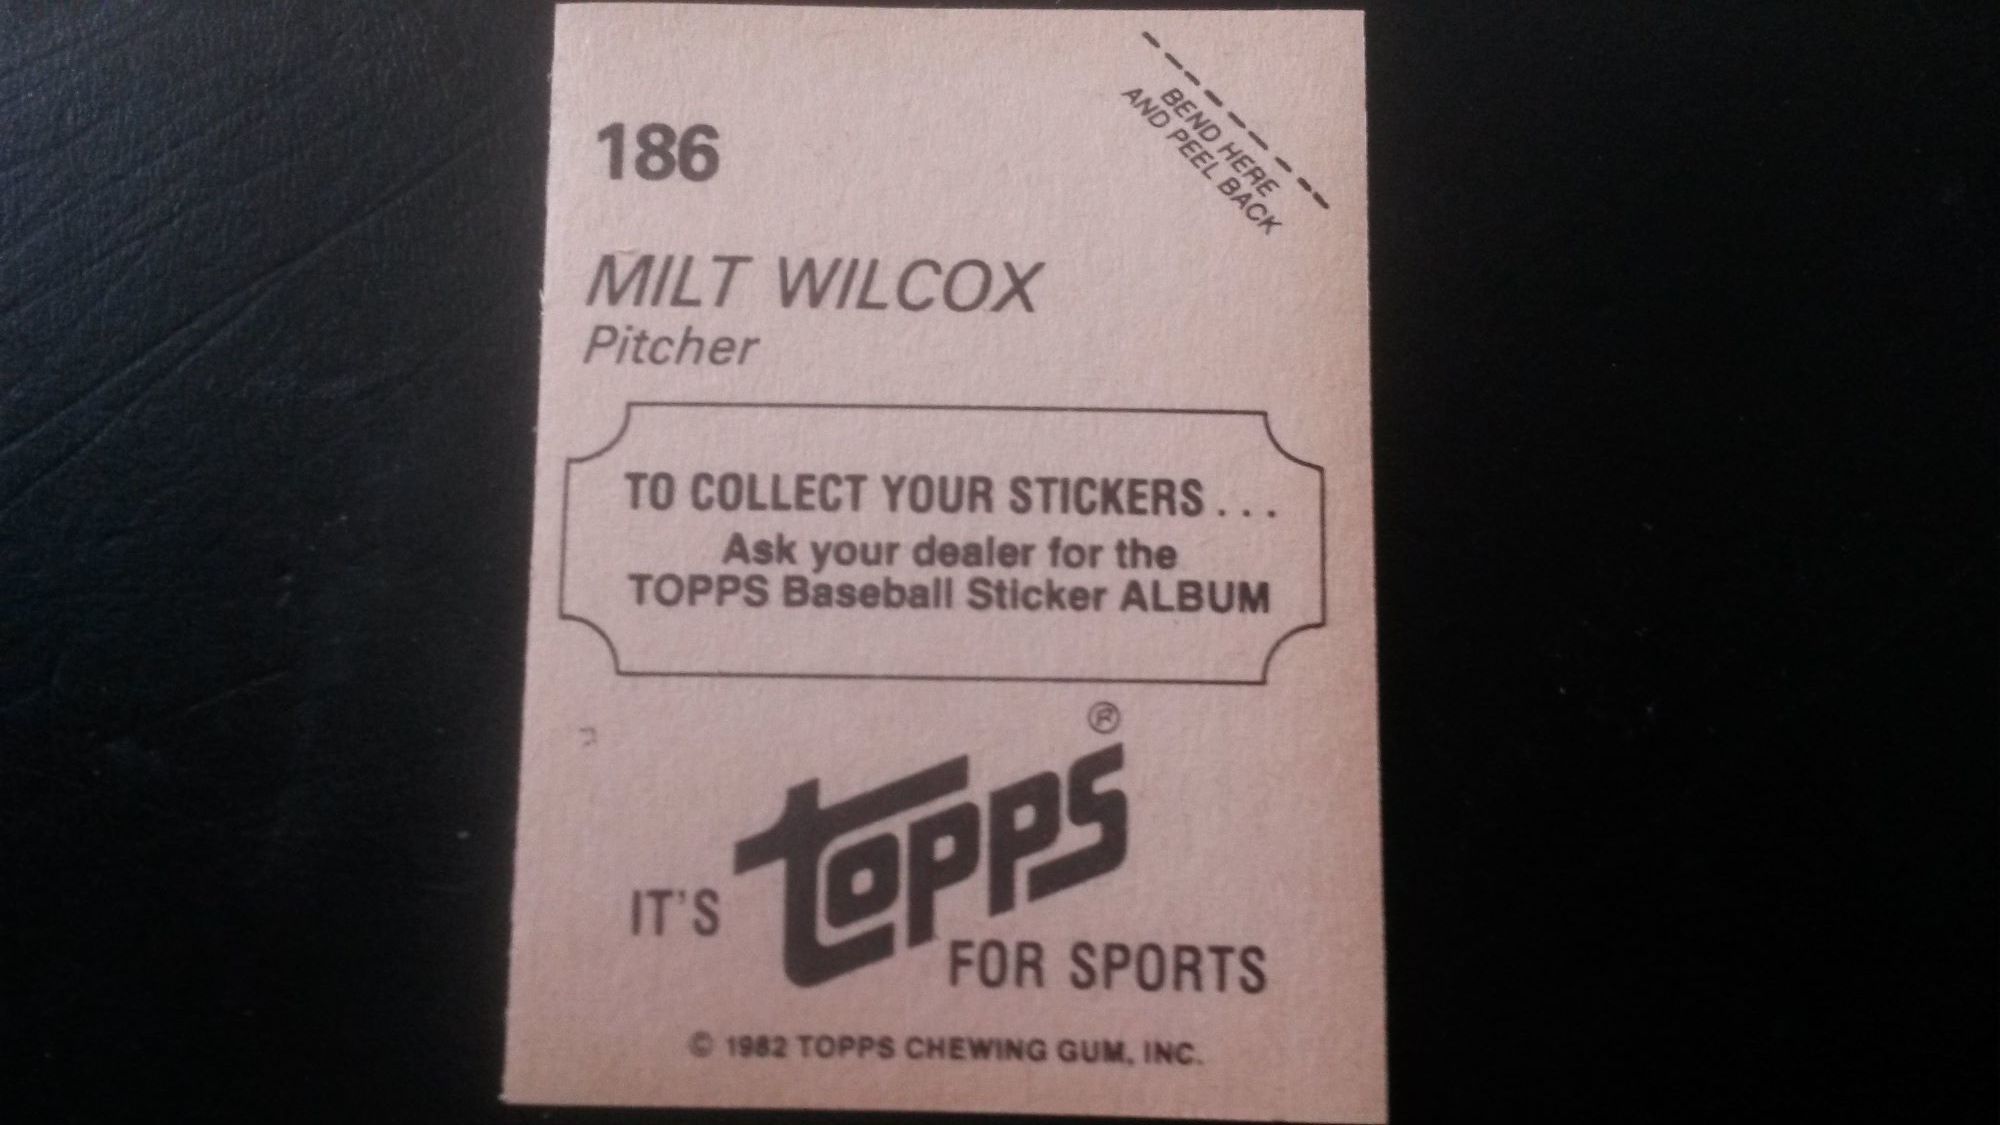 BEND HERE
AND PEEL BACK
186
MILT WILCOX
Pitcher
TO COLLECT YOUR STICKERS...
Ask your dealer for the
TOPPS Baseball Sticker ALBUM
IT'S TOPPS® FOR SPORTS
© 1982 TOPPS CHEWING GUM, INC.